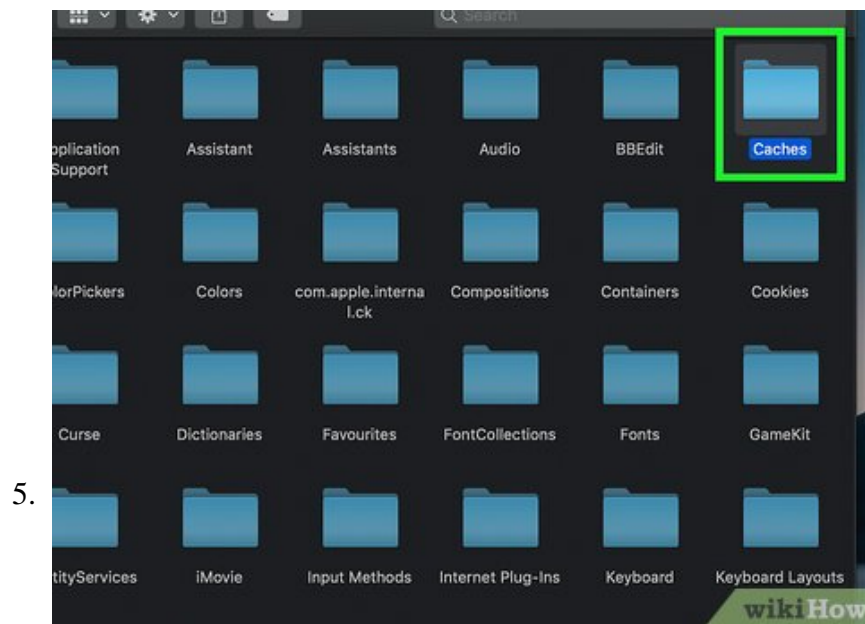 Search
pplication Assistant Assistants Audio BBEdit Caches
Support
lorPickers Colors com.apple.interna Compositions Containers Cookies
l.ck
Curse Dictionaries Favourites FontCollections Fonts GameKit
5.
tityServices iMovie Input Methods Internet Plug-Ins Keyboard Keyboard Layouts
wikiHow